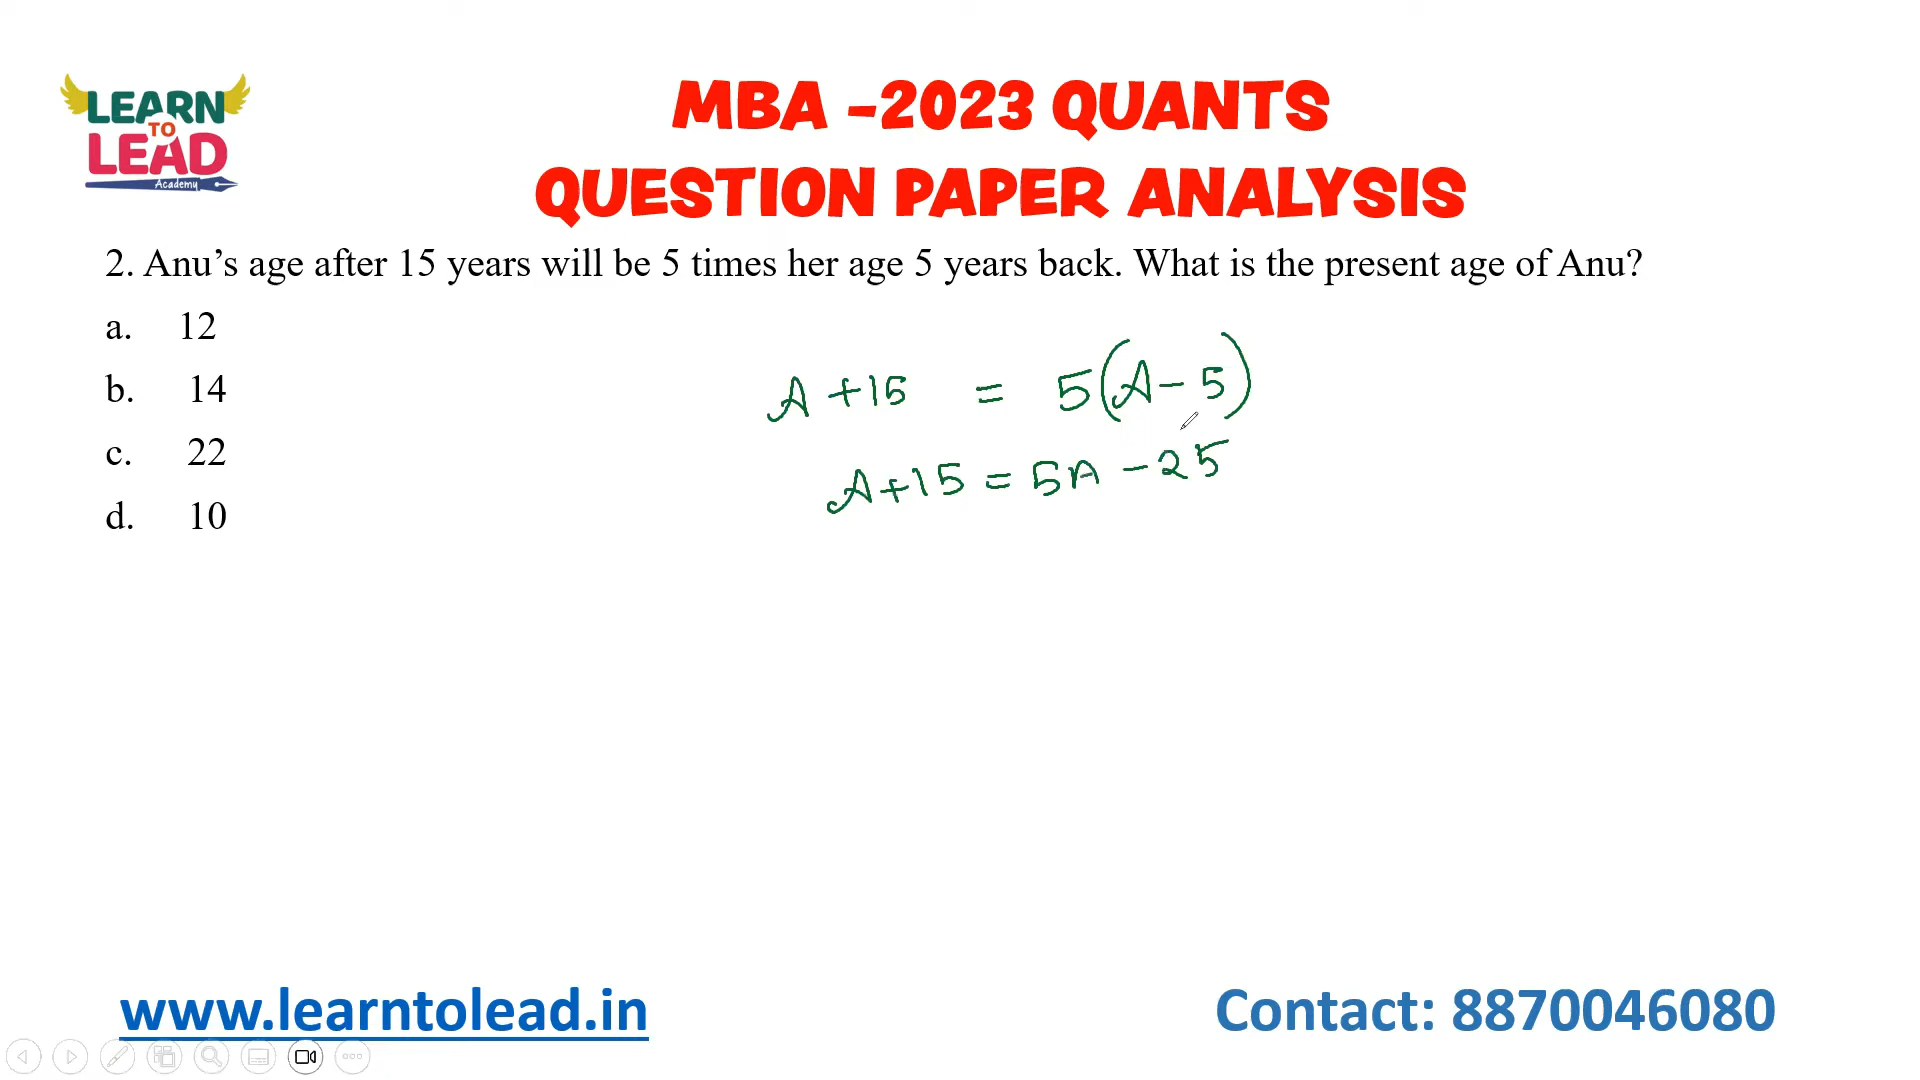 LEARN
TO
LEAD
Academy
MBA -2023 QUANTS
QUESTION PAPER ANALYSIS
2. Anu’s age after 15 years will be 5 times her age 5 years back. What is the present age of Anu?
a. 12
b. 14
c. 22
d. 10
A + 15 = 5(A - 5)
A + 15 = 5A - 25
www.learntolead.in
Contact: 8870046080